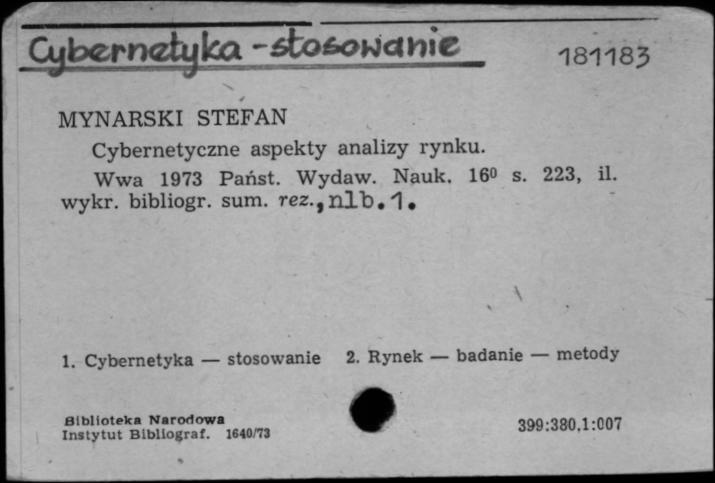 Cybernetyka - stosowanie
181183
MYNARSKI STEFAN
Cybernetyczne aspekty analizy rynku.
Wwa 1973 Państ. Wydaw. Nauk. 16⁰ s. 223, il.
wykr. bibliogr. sum. rez., nlb. 1.
1. Cybernetyka — stosowanie 2. Rynek — badanie — metody
Biblioteka Narodowa
Instytut Bibliograf. 1640/73
399:380,1:007